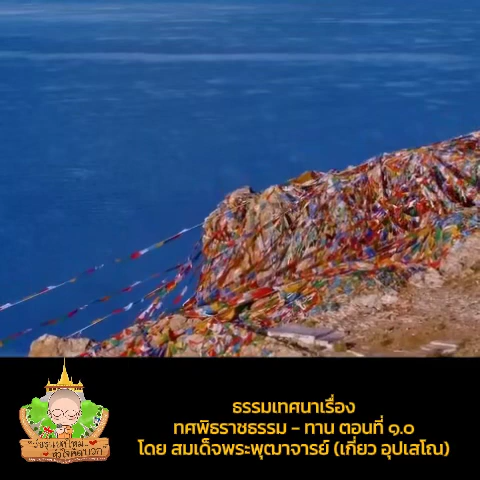 ธรรมเทศนาเรื่อง
ทศพิธราชธรรม - ทาน ตอนที่ ๑.๐
โดย สมเด็จพระพุฒาจารย์ (เกี่ยว อุปเสโณ)